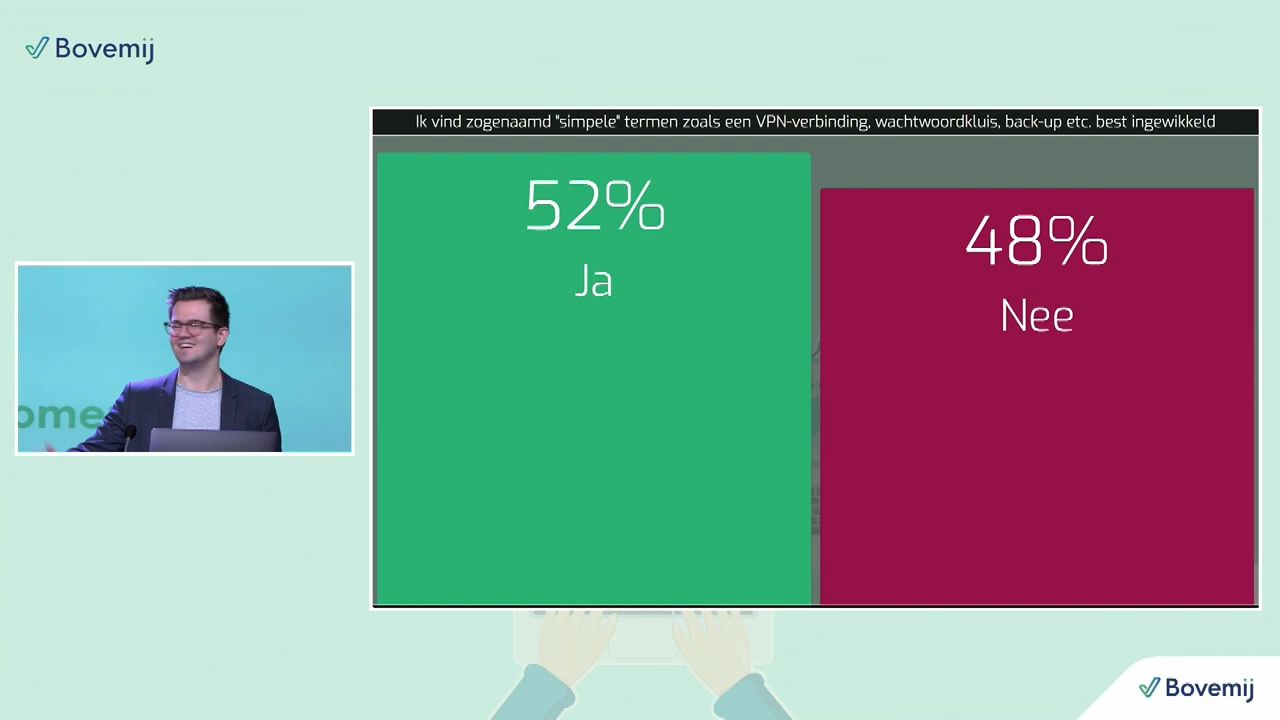 Bovemij
Ik vind zogenaamd "simpele" termen zoals een VPN-verbinding, wachtwoordkluis, back-up etc. best ingewikkeld
52%
Ja
48%
Nee
ome
Bovemij